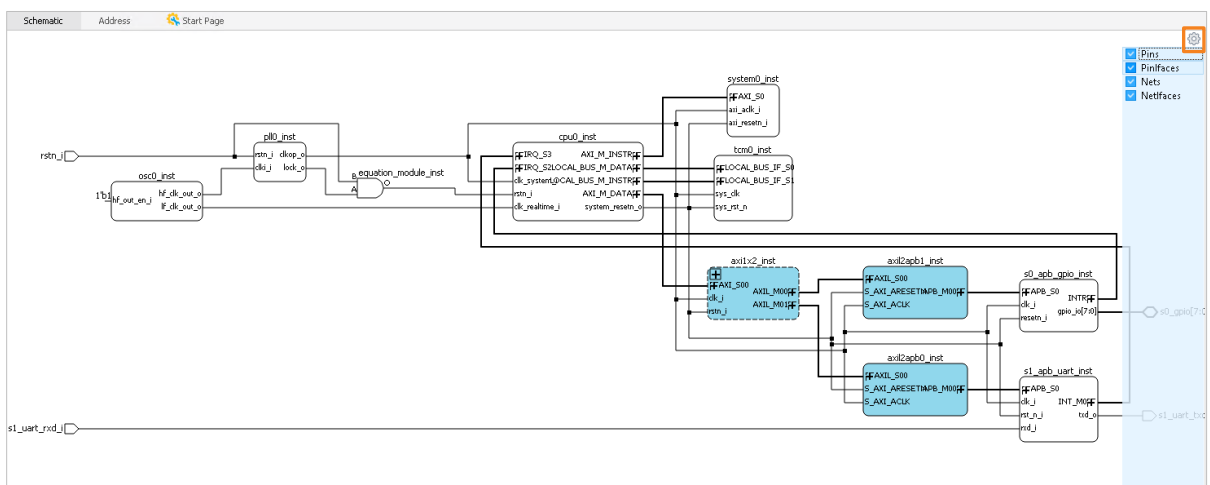 Schematic
Address
Start Page
Pins
PinIfaces
Nets
NetIfaces
system0_inst
AXI_S0
axi_aclk_i
axi_resetn_i
pll0_inst
rstn_i
clkop_o
clki_i
lock_o
rstn_i
osc0_inst
hf_clk_out_o
hf_out_en_i
lf_clk_out_o
1'b1
equation_module_inst
B
A
cpu0_inst
IRQ_S3
AXI_M_INSTR
IRQ_S2
LOCAL_BUS_M_DATA
clk_system
LOCAL_BUS_M_INSTR
rstn_i
AXI_M_DATA
clk_realtime_i
system_resetn_o
tcm0_inst
LOCAL_BUS_IF_S0
LOCAL_BUS_IF_S1
sys_clk
sys_rst_n
axi1x2_inst
AXI_S00
AXIL_M00
clk_i
AXIL_M01
rstn_i
axil2apb1_inst
AXIL_S00
S_AXI_ARESETN
APB_M00
S_AXI_ACLK
s0_apb_gpio_inst
APB_S0
INTR
clk_i
gpio_io[7:0]
resetn_i
s0_gpio[7:0
axil2apb0_inst
AXIL_S00
S_AXI_ARESETN
APB_M00
S_AXI_ACLK
s1_apb_uart_inst
APB_S0
clk_i
INT_M0
rst_n_i
txd_o
rxd_i
s1_uart_tx
s1_uart_rxd_i